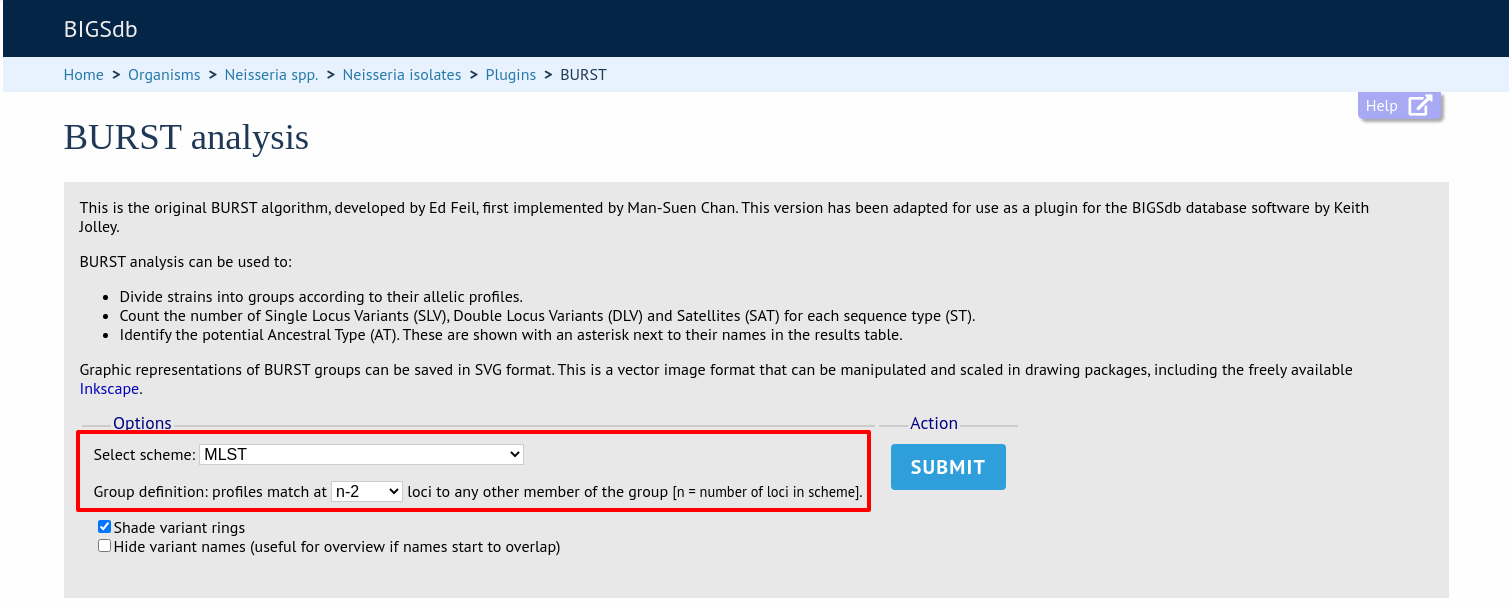 BIGSdb
Home > Organisms > Neisseria spp. > Neisseria isolates > Plugins > BURST
Help
BURST analysis
This is the original BURST algorithm, developed by Ed Feil, first implemented by Man-Suen Chan. This version has been adapted for use as a plugin for the BIGSdb database software by Keith
Jolley.
BURST analysis can be used to:
• Divide strains into groups according to their allelic profiles.
• Count the number of Single Locus Variants (SLV), Double Locus Variants (DLV) and Satellites (SAT) for each sequence type (ST).
• Identify the potential Ancestral Type (AT). These are shown with an asterisk next to their names in the results table.
Graphic representations of BURST groups can be saved in SVG format. This is a vector image format that can be manipulated and scaled in drawing packages, including the freely available
Inkscape.
Options
Select scheme: MLST
Group definition: profiles match at n-2 loci to any other member of the group [n = number of loci in scheme].
Shade variant rings
Hide variant names (useful for overview if names start to overlap)
Action
SUBMIT